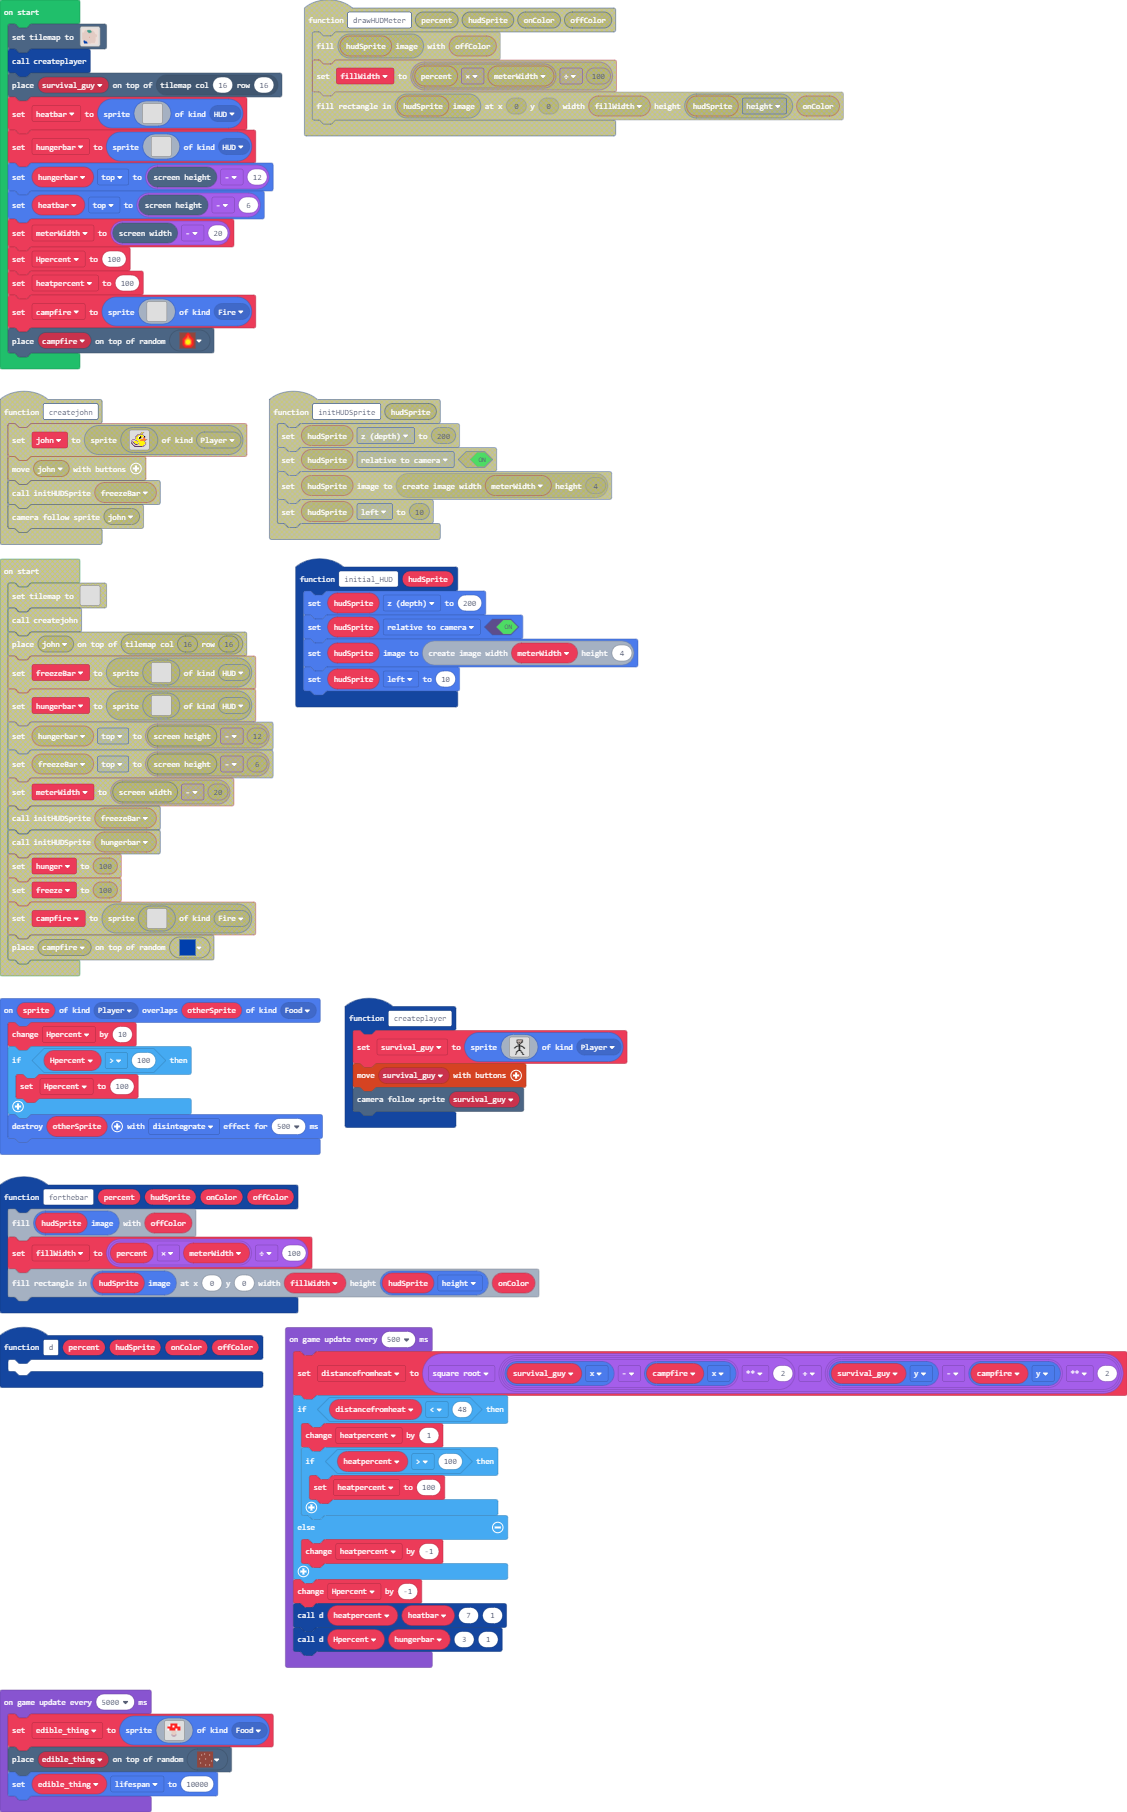 on start
set tilemap to
call createplayer
place survival_guy on top of tilemap col 16 row 16
set heatbar to sprite of kind HUD
set hungerbar to sprite of kind HUD
set hungerbar top to screen height - 12
set heatbar top to screen height - 6
set meterWidth to screen width - 20
set Hpercent to 100
set heatpercent to 100
set campfire to sprite of kind Fire
place campfire on top of random
function drawHUDMeter percent hudSprite onColor offColor
fill hudSprite image with offColor
set fillWidth to percent × meterWidth ÷ 100
fill rectangle in hudSprite image at x 0 y 0 width fillWidth height hudSprite height onColor
function createjohn
set john to sprite of kind Player
move john with buttons
call initHUDSprite freezeBar
camera follow sprite john
function initHUDSprite hudSprite
set hudSprite z (depth) to 200
set hudSprite relative to camera ON
set hudSprite image to create image width meterWidth height 4
set hudSprite left to 10
on start
set tilemap to
call createjohn
place john on top of tilemap col 16 row 16
set freezeBar to sprite of kind HUD
set hungerbar to sprite of kind HUD
set hungerbar top to screen height - 12
set freezeBar top to screen height - 6
set meterWidth to screen width - 20
call initHUDSprite freezeBar
call initHUDSprite hungerbar
set hunger to 100
set freeze to 100
set campfire to sprite of kind Fire
place campfire on top of random
function initial_HUD hudSprite
set hudSprite z (depth) to 200
set hudSprite relative to camera ON
set hudSprite image to create image width meterWidth height 4
set hudSprite left to 10
on sprite of kind Player overlaps otherSprite of kind Food
change Hpercent by 10
if Hpercent > 100 then
set Hpercent to 100
destroy otherSprite with disintegrate effect for 500 ms
function createplayer
set survival_guy to sprite of kind Player
move survival_guy with buttons
camera follow sprite survival_guy
function forthebar percent hudSprite onColor offColor
fill hudSprite image with offColor
set fillWidth to percent × meterWidth ÷ 100
fill rectangle in hudSprite image at x 0 y 0 width fillWidth height hudSprite height onColor
function d percent hudSprite onColor offColor
on game update every 500 ms
set distancefromheat to square root survival_guy x - campfire x ** 2 + survival_guy y - campfire y ** 2
if distancefromheat < 48 then
change heatpercent by 1
if heatpercent > 100 then
set heatpercent to 100
else
change heatpercent by -1
change Hpercent by -1
call d heatpercent heatbar 7 1
call d Hpercent hungerbar 3 1
on game update every 5000 ms
set edible_thing to sprite of kind Food
place edible_thing on top of random
set edible_thing lifespan to 10000